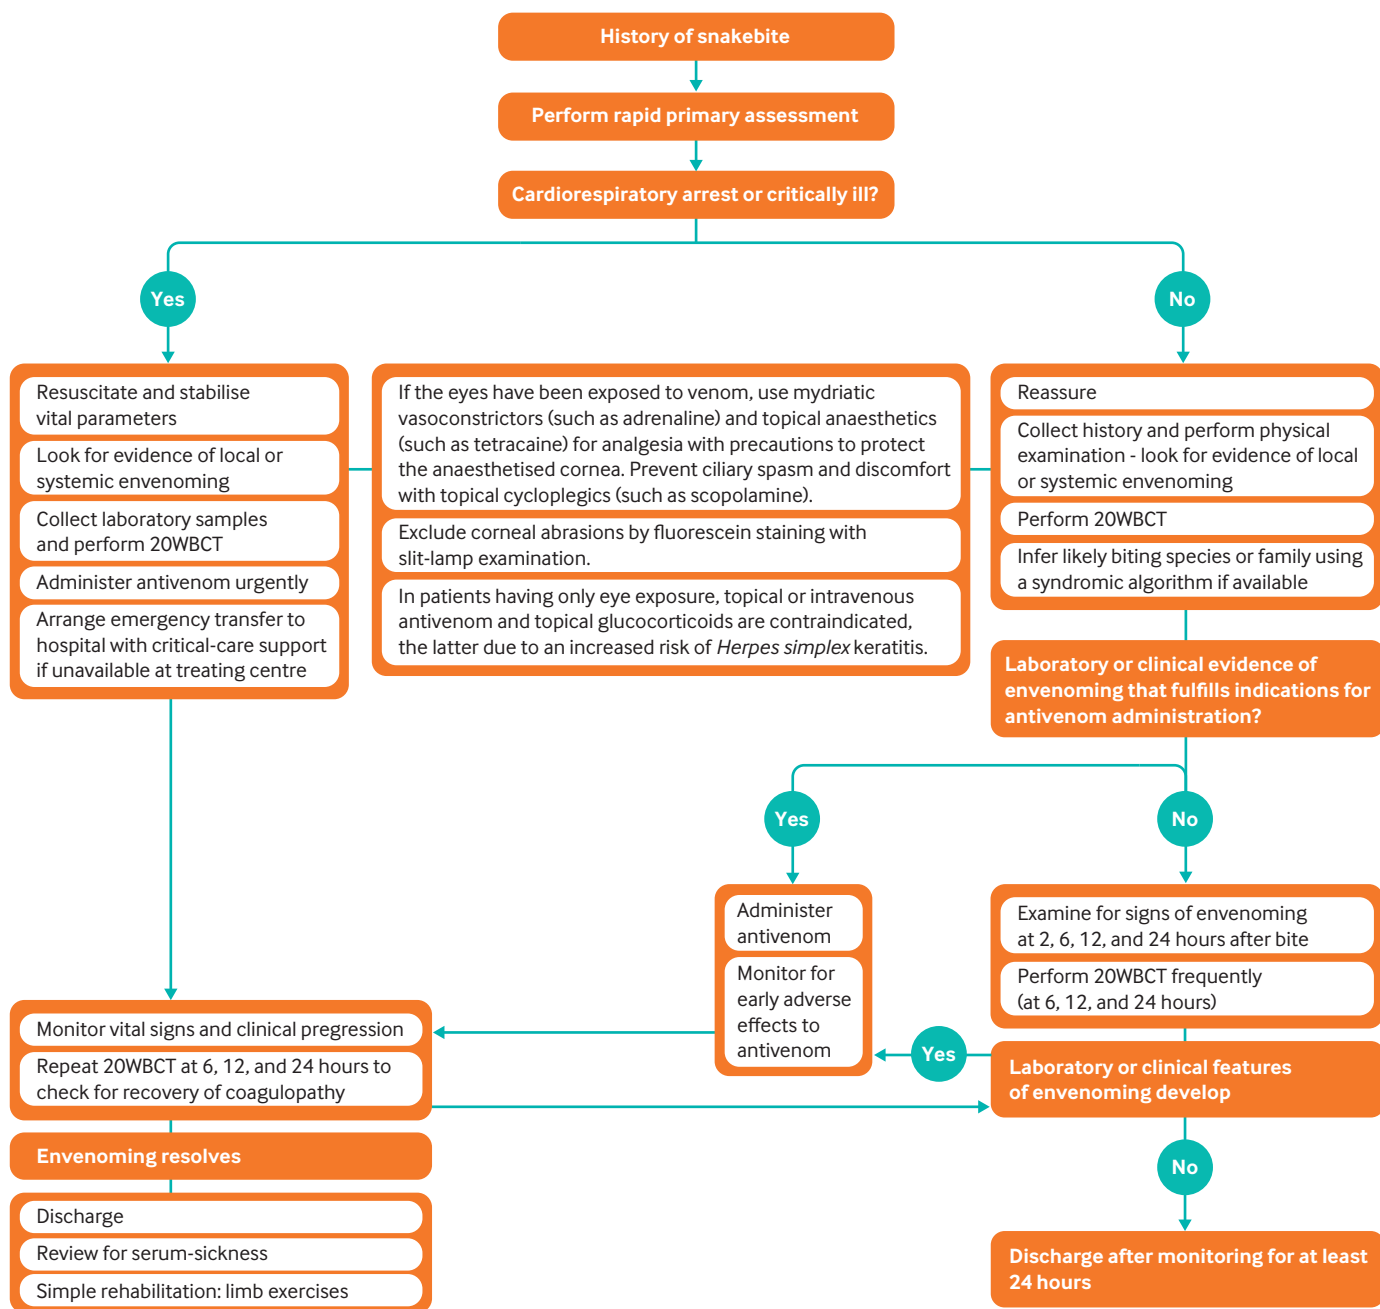 History of snakebite
Perform rapid primary assessment
Cardiorespiratory arrest or critically ill?
Yes
No
Resuscitate and stabilise
vital parameters
Look for evidence of local or
systemic envenoming
Collect laboratory samples
and perform 20WBCT
Administer antivenom urgently
Arrange emergency transfer to
hospital with critical-care support
if unavailable at treating centre
If the eyes have been exposed to venom, use mydriatic
vasoconstrictors (such as adrenaline) and topical anaesthetics
(such as tetracaine) for analgesia with precautions to protect
the anaesthetised cornea. Prevent ciliary spasm and discomfort
with topical cycloplegics (such as scopolamine).
Exclude corneal abrasions by fluorescein staining with
slit-lamp examination.
In patients having only eye exposure, topical or intravenous
antivenom and topical glucocorticoids are contraindicated,
the latter due to an increased risk of Herpes simplex keratitis.
Reassure
Collect history and perform physical
examination - look for evidence of local
or systemic envenoming
Perform 20WBCT
Infer likely biting species or family using
a syndromic algorithm if available
Laboratory or clinical evidence of
envenoming that fulfills indications for
antivenom administration?
Yes
No
Administer
antivenom
Monitor for
early adverse
effects to
antivenom
Examine for signs of envenoming
at 2, 6, 12, and 24 hours after bite
Perform 20WBCT frequently
(at 6, 12, and 24 hours)
Yes
Laboratory or clinical features
of envenoming develop
Monitor vital signs and clinical pregression
Repeat 20WBCT at 6, 12, and 24 hours to
check for recovery of coagulopathy
Envenoming resolves
Discharge
Review for serum-sickness
Simple rehabilitation: limb exercises
No
Discharge after monitoring for at least
24 hours